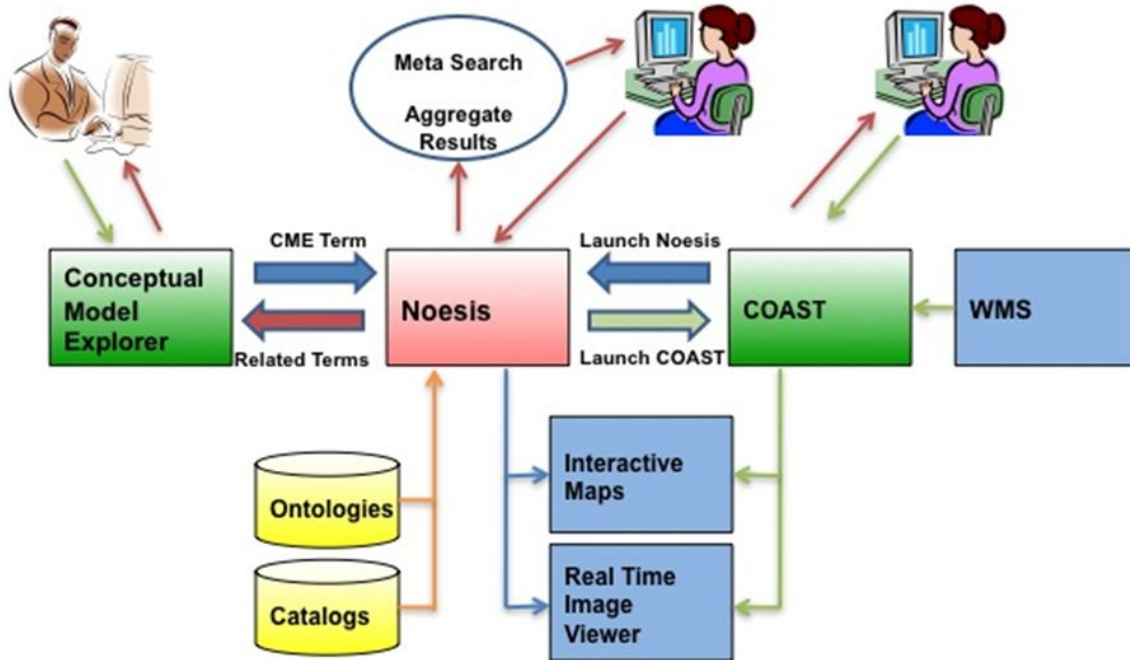 Meta Search
Aggregate
Results
CME Term
Launch Noesis
Conceptual
Model
Explorer
Noesis
COAST
WMS
Related Terms
Launch COAST
Interactive
Maps
Ontologies
Real Time
Image
Viewer
Catalogs